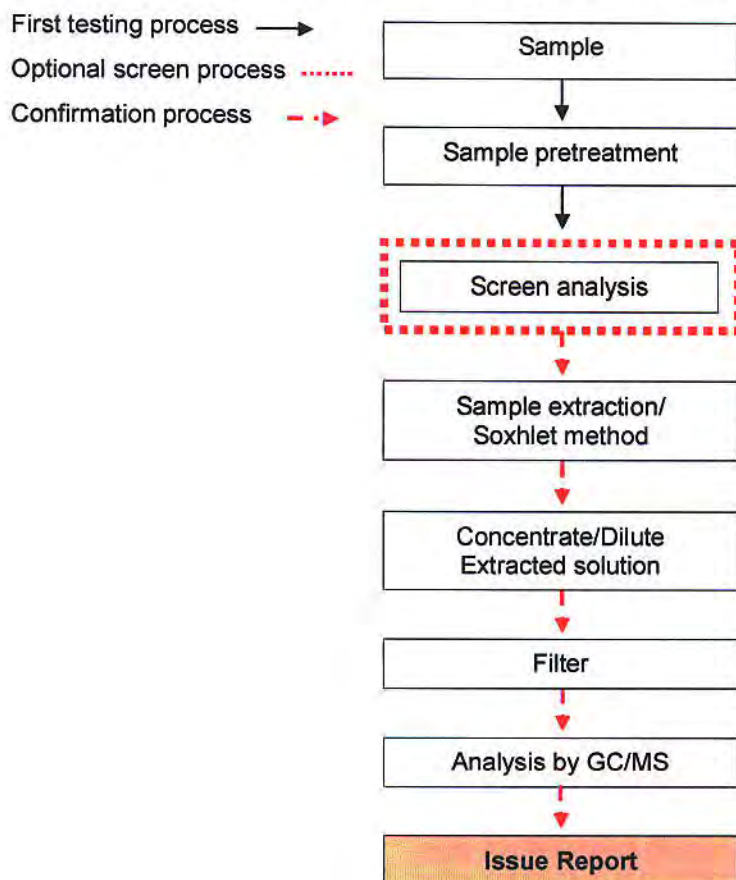 First testing process
Optional screen process
Confirmation process
Sample
Sample pretreatment
Screen analysis
Sample extraction/
Soxhlet method
Concentrate/Dilute
Extracted solution
Filter
Analysis by GC/MS
Issue Report